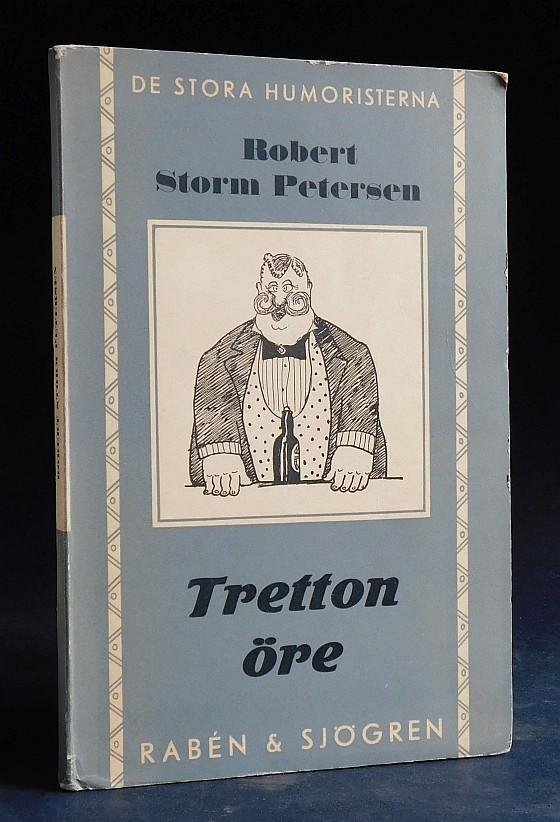 DE STORA HUMORISTERNA
Robert
Storm Petersen
Tretton
öre
RABÉN & SJÖGREN